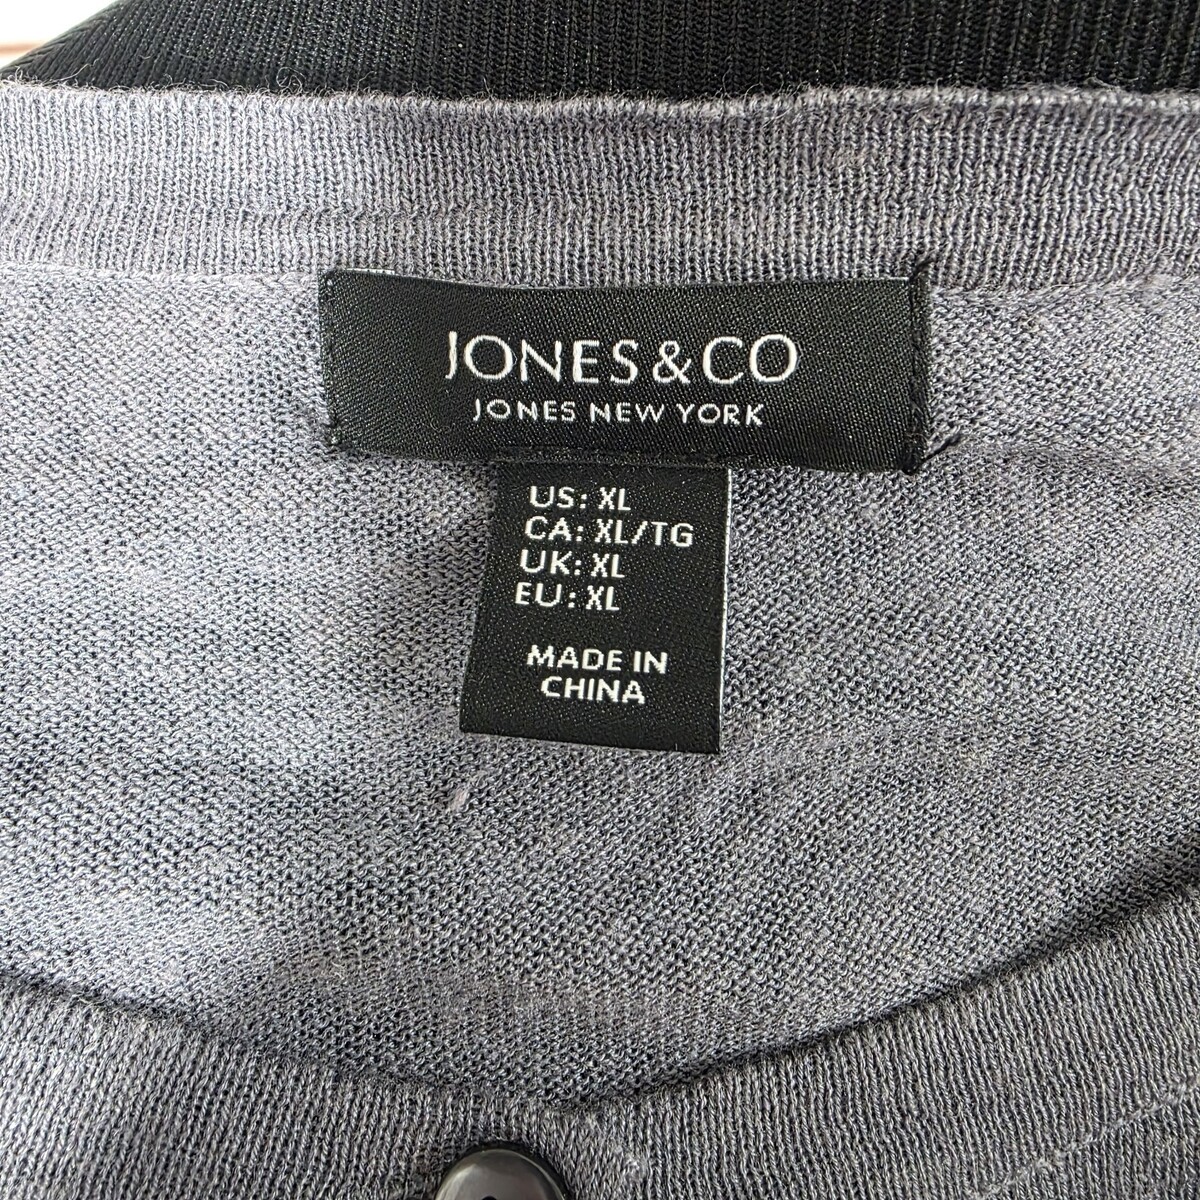 JONES&CO
JONES NEW YORK
US: XL
CA: XL/TG
UK: XL
EU: XL
MADE IN
CHINA